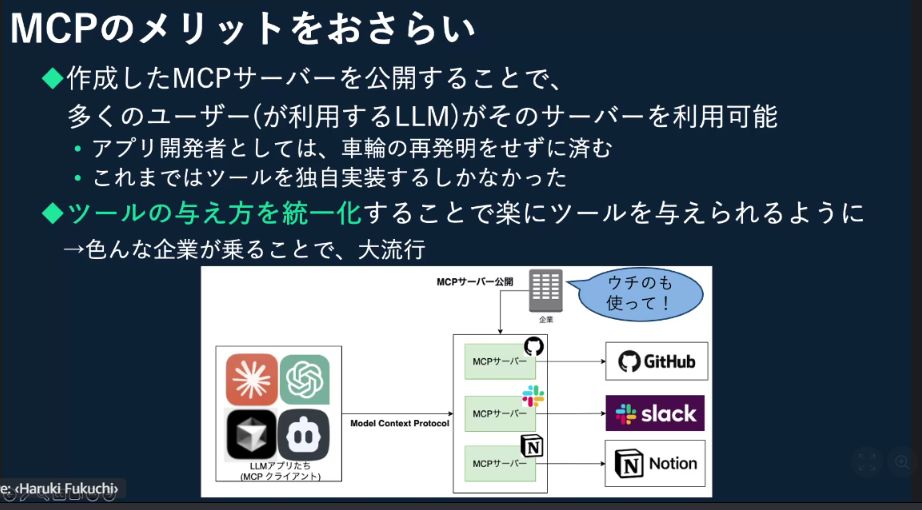 MCPのメリットをおさらい
◆作成したMCPサーバーを公開することで、
多くのユーザー(が利用するLLM)がそのサーバーを利用可能
• アプリ開発者としては、車輪の再発明をせずに済む
• これまではツールを独自実装するしかなかった
◆ツールの与え方を統一化することで楽にツールを与えられるように
→色んな企業が乗ることで、大流行
MCPサーバー公開
企業
ウチのも
使って！
LLMアプリたち
(MCP クライアント)
Model Context Protocol
MCPサーバー
GitHub
MCPサーバー
slack
MCPサーバー
Notion
re: ‹Haruki Fukuchi›